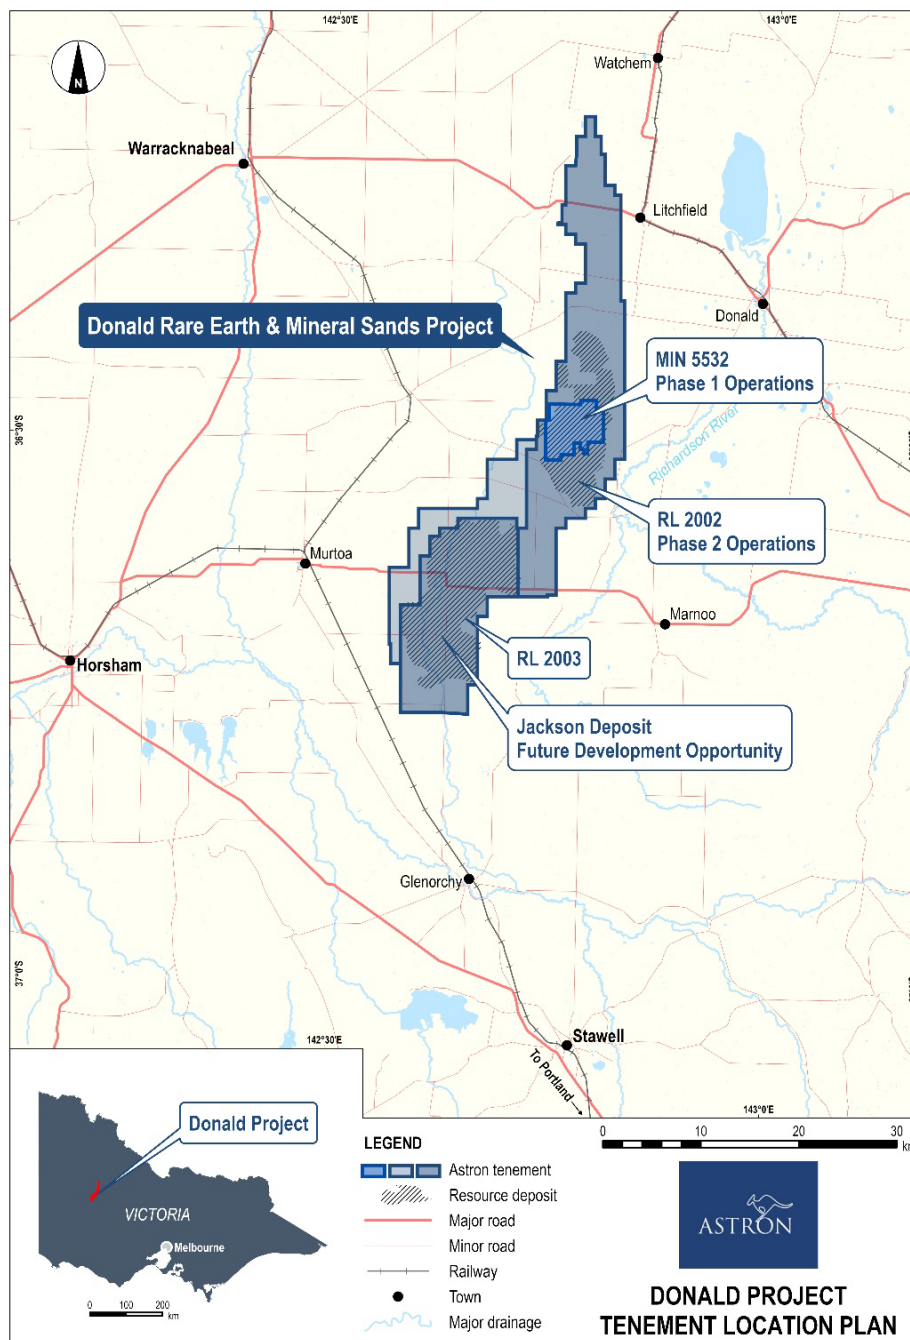 142°30'E
143°0'E
N
Watchem
Warracknabeal
Litchfield
Donald Rare Earth & Mineral Sands Project
Donald
MIN 5532
Phase 1 Operations
36°30'S
Richardson River
RL 2002
Phase 2 Operations
Murtoa
Marnoo
RL 2003
Horsham
Jackson Deposit
Future Development Opportunity
Glenorchy
37°0'S
142°30'E
Stawell
To Portland
143°0'E
0 10 20 30
km
Donald Project
VICTORIA
Melbourne
0 100 200
km
LEGEND
Astron tenement
Resource deposit
Major road
Minor road
Railway
Town
Major drainage
ASTRON
DONALD PROJECT
TENEMENT LOCATION PLAN